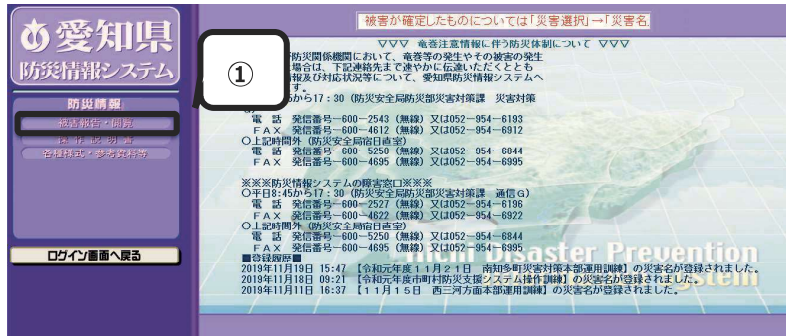 愛知県
防災情報システム
防災情報
被害報告・閲覧
操作説明書
各種様式・参考資料等
ログイン画面へ戻る
①
被害が確定したものについては「災害選択」→「災害名
▽▽▽ 竜巻注意情報に伴う防災体制について ▽▽▽
防災関係機関において、竜巻等の発生やその被害の発生
場合は、下記連絡先まで速やかに伝達いただくととも
報及び対応状況等について、愛知県防災情報システムへ
す。
から17：30（防災安全局防災部災害対策課 災害対策
電 話 発信番号-600-2543（無線）又は052-954-6193
ＦＡＸ 発信番号-600-4612（無線）又は052-954-6912
○上記時間外（防災安全局宿日直室）
電 話 発信番号-600-5250（無線）又は052-954-6844
ＦＡＸ 発信番号-600-4695（無線）又は052-954-6995
※※※防災情報システムの障害窓口※※※
○平日8:45から17：30（防災安全局防災部災害対策課 通信Ｇ）
電 話 発信番号-600-2527（無線）又は052-954-6196
ＦＡＸ 発信番号-600-4622（無線）又は052-954-6922
○上記時間外（防災安全局宿日直室）
電 話 発信番号-600-5250（無線）又は052-954-6844
ＦＡＸ 発信番号-600-4695（無線）又は052-954-6995
■登録履歴■
2019年11月19日 15:47 【令和元年度１１月２１日 南知多町災害対策本部運用訓練】の災害名が登録されました。
2019年11月18日 09:21 【令和元年度市町村防災支援システム操作訓練】の災害名が登録されました。
2019年11月11日 16:37 【１１月１５日 西三河方面本部運用訓練】の災害名が登録されました。
Aichi Disaster Prevention
System